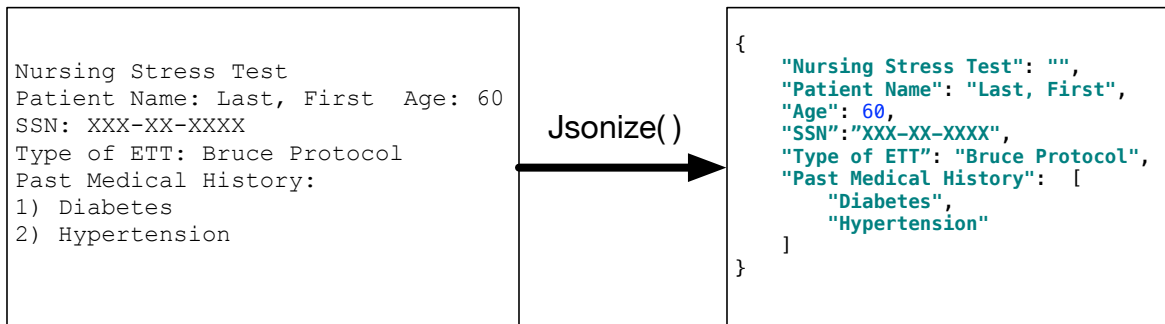 Nursing Stress Test
Patient Name: Last, First  Age: 60
SSN: XXX-XX-XXXX
Type of ETT: Bruce Protocol
Past Medical History:
1) Diabetes
2) Hypertension
Jsonize()
{
    "Nursing Stress Test": "",
    "Patient Name": "Last, First",
    "Age": 60,
    "SSN”:”XXX-XX-XXXX",
    "Type of ETT”: "Bruce Protocol",
    "Past Medical History":  [
        "Diabetes",
        "Hypertension"
    ]
}